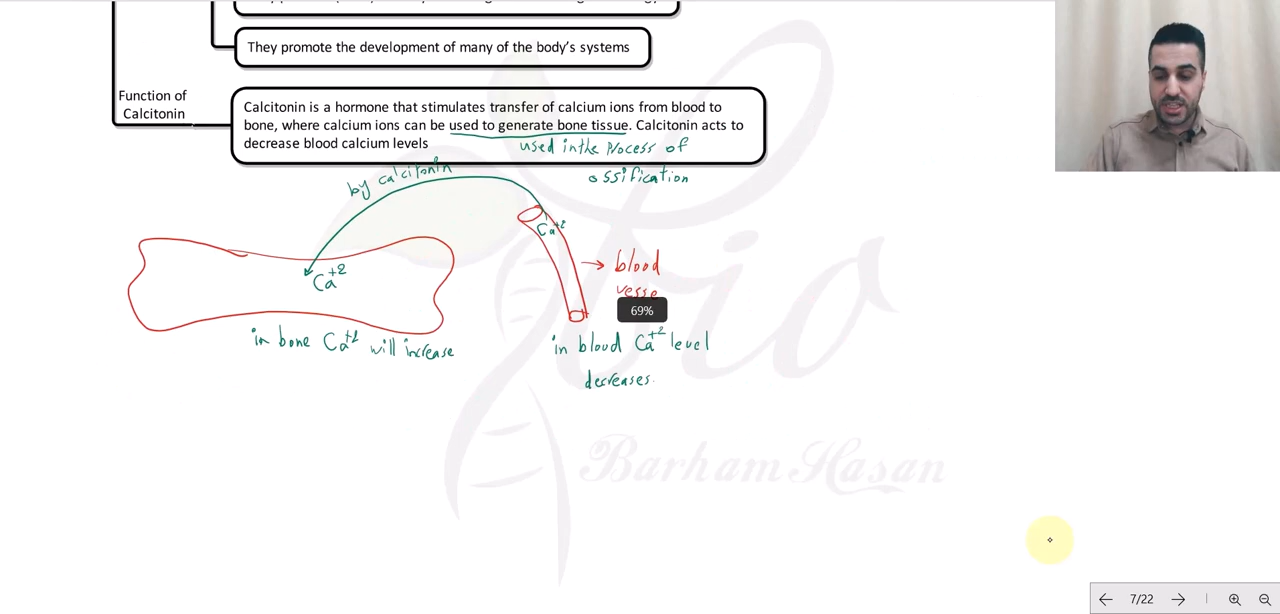 They promote the development of many of the body's systems
Function of
Calcitonin
Calcitonin is a hormone that stimulates transfer of calcium ions from blood to
bone, where calcium ions can be used to generate bone tissue. Calcitonin acts to
decrease blood calcium levels
used in the process of
ossification
by calcitonin
Ca+2
Ca+2
blood
vesse
69%
in bone Ca+2 will increase
in blood Ca+2 level
decreases.
Bio
Barham Hasan
7/22